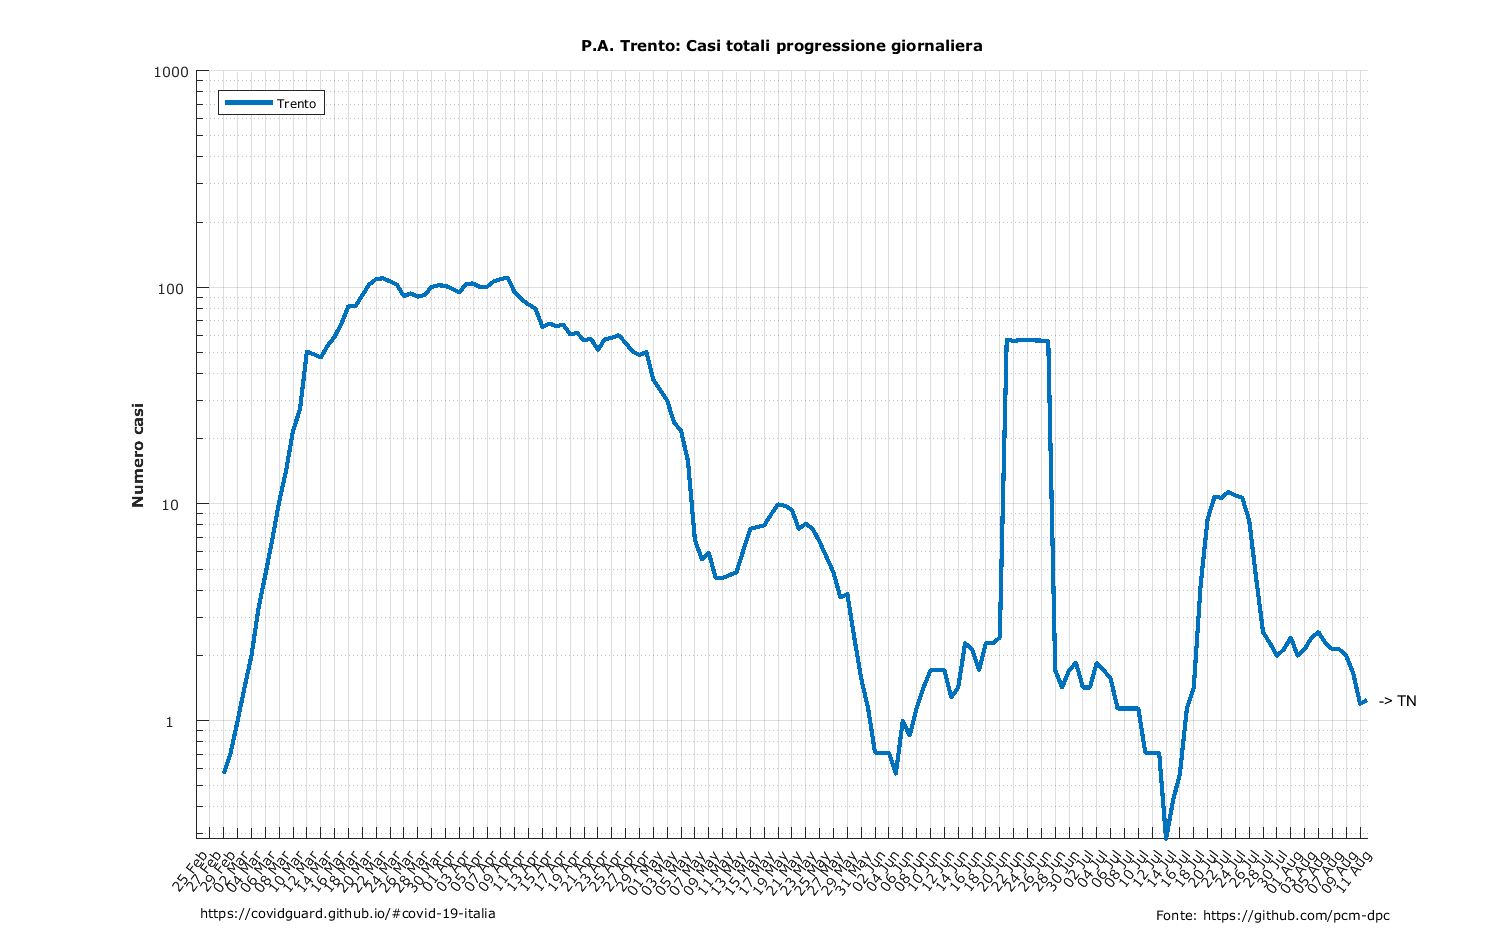 P.A. Trento: Casi totali progressione giornaliera
1000
Trento
100
Numero casi
10
1
-> TN
25 Feb
27 Feb
29 Feb
02 Mar
04 Mar
06 Mar
08 Mar
10 Mar
12 Mar
14 Mar
16 Mar
18 Mar
20 Mar
22 Mar
24 Mar
26 Mar
28 Mar
30 Mar
01 Apr
03 Apr
05 Apr
07 Apr
09 Apr
11 Apr
13 Apr
15 Apr
17 Apr
19 Apr
21 Apr
23 Apr
25 Apr
27 Apr
29 Apr
01 May
03 May
05 May
07 May
09 May
11 May
13 May
15 May
17 May
19 May
21 May
23 May
25 May
27 May
29 May
31 May
02 Jun
04 Jun
06 Jun
08 Jun
10 Jun
12 Jun
14 Jun
16 Jun
18 Jun
20 Jun
22 Jun
24 Jun
26 Jun
28 Jun
30 Jun
02 Jul
04 Jul
06 Jul
08 Jul
10 Jul
12 Jul
14 Jul
16 Jul
18 Jul
20 Jul
22 Jul
24 Jul
26 Jul
28 Jul
30 Jul
01 Aug
03 Aug
05 Aug
07 Aug
09 Aug
11 Aug
https://covidguard.github.io/#covid-19-italia
Fonte: https://github.com/pcm-dpc